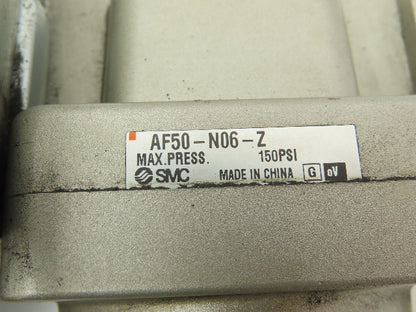 AF50-N06-Z
MAX.PRESS. 150PSI
SMC MADE IN CHINA G oV